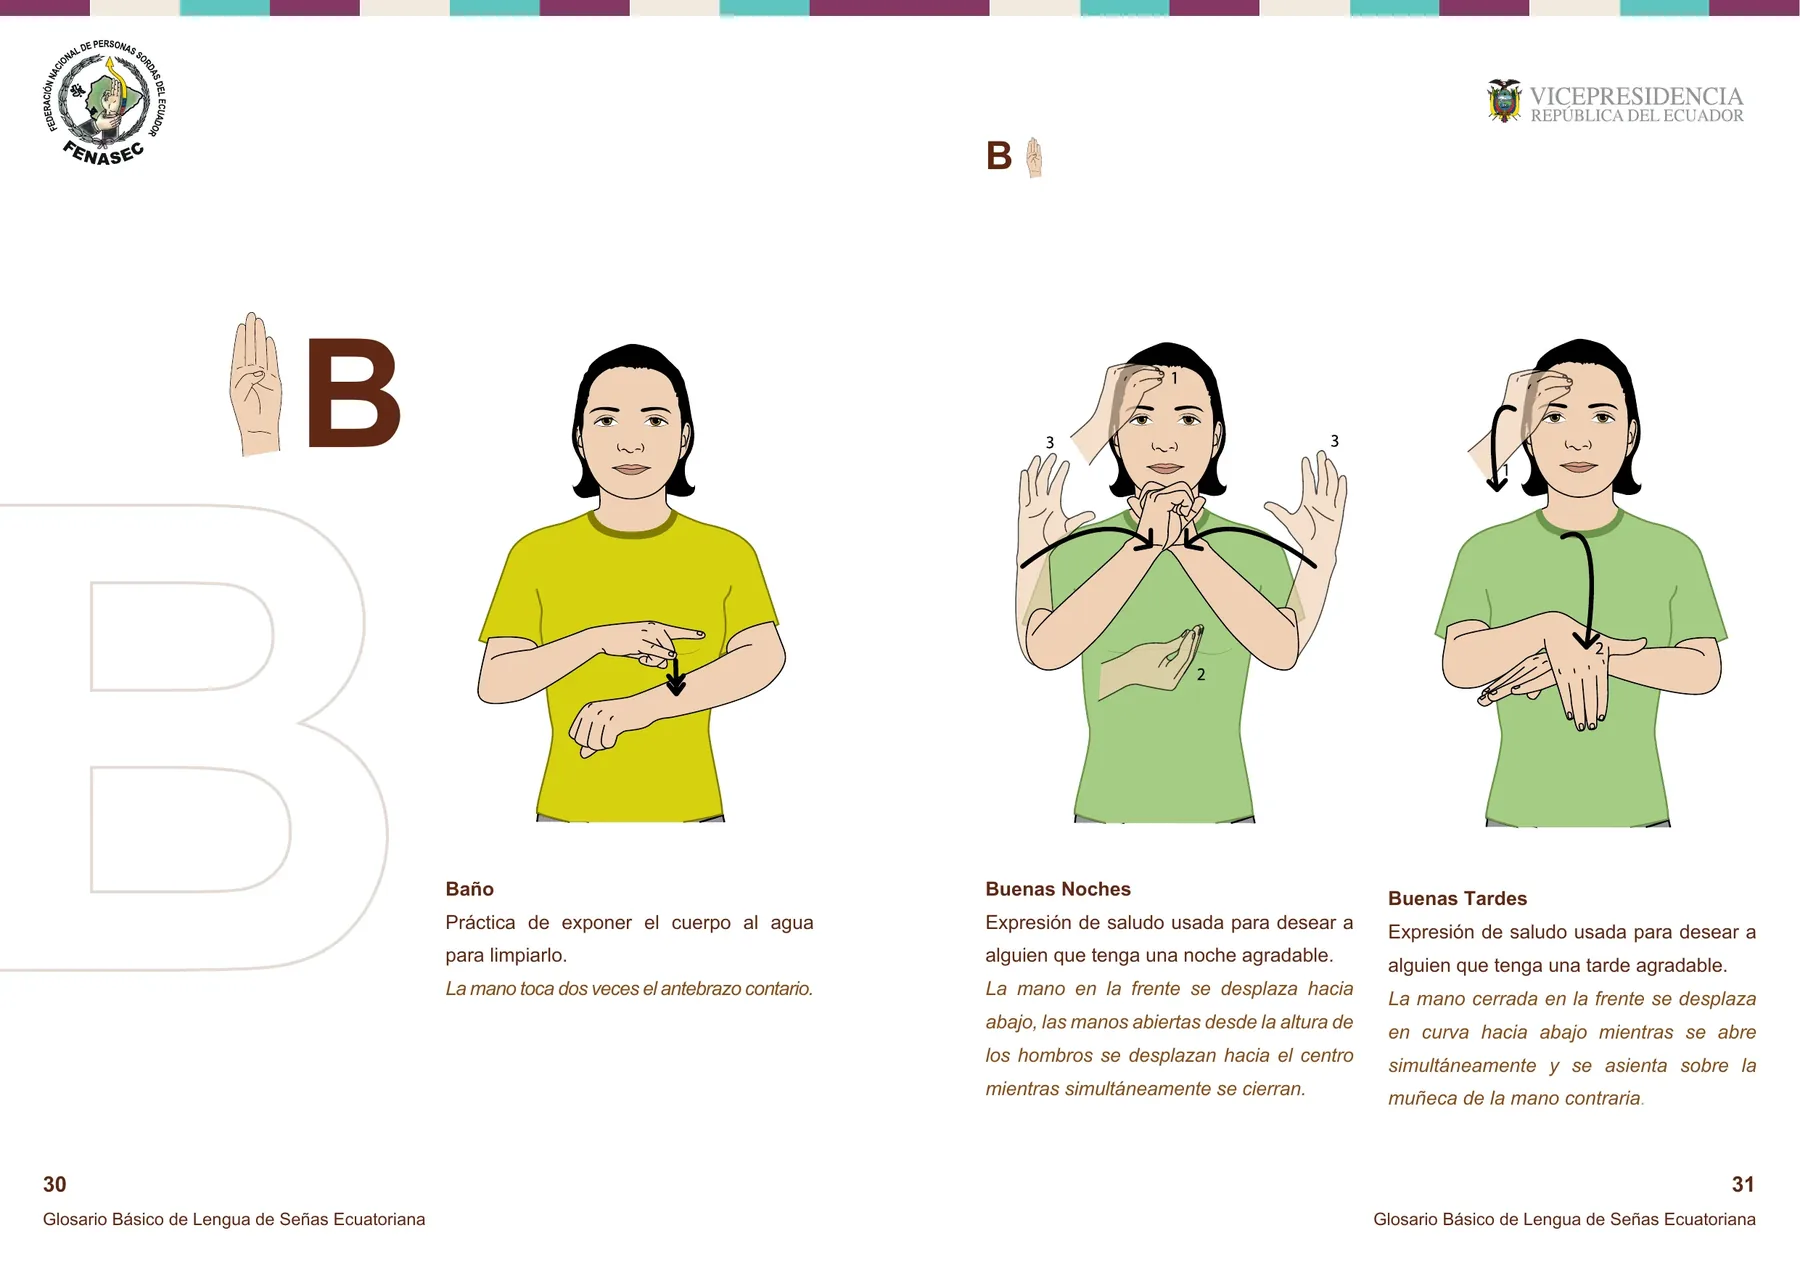 FEDERACIÓN NACIONAL DE PERSONAS SORDAS DEL ECUADOR
FENASEC
VICEPRESIDENCIA
REPÚBLICA DEL ECUADOR
B
B
B
Baño
Práctica de exponer el cuerpo al agua
para limpiarlo.
La mano toca dos veces el antebrazo contario.
1
3
3
2
Buenas Noches
Expresión de saludo usada para desear a
alguien que tenga una noche agradable.
La mano en la frente se desplaza hacia
abajo, las manos abiertas desde la altura de
los hombros se desplazan hacia el centro
mientras simultáneamente se cierran.
1
2
Buenas Tardes
Expresión de saludo usada para desear a
alguien que tenga una tarde agradable.
La mano cerrada en la frente se desplaza
en curva hacia abajo mientras se abre
simultáneamente y se asienta sobre la
muñeca de la mano contraria.
30
Glosario Básico de Lengua de Señas Ecuatoriana
31
Glosario Básico de Lengua de Señas Ecuatoriana